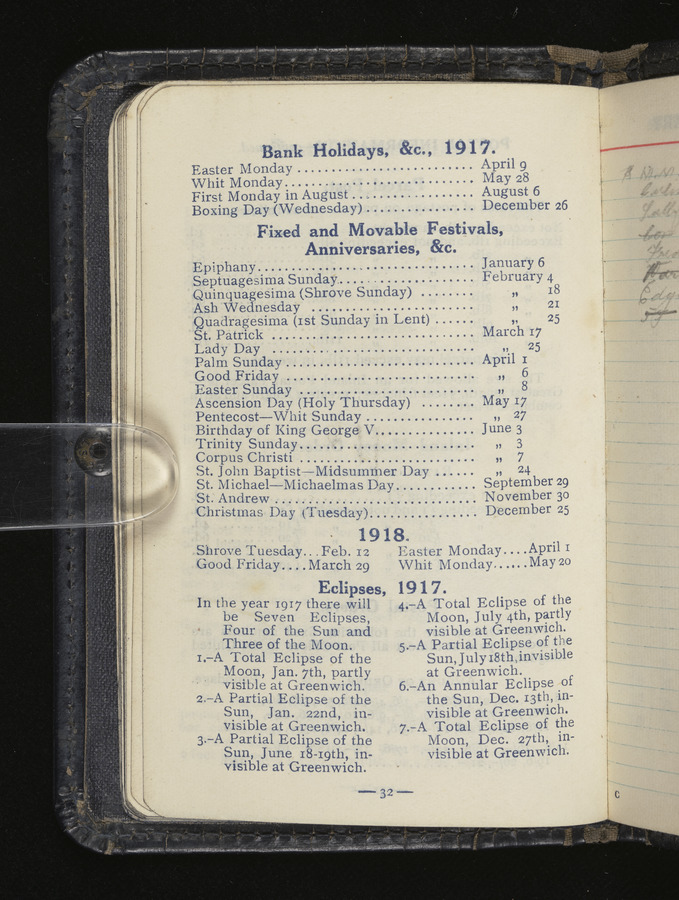 Bank Holidays, &c., 1917.
Easter Monday .......................... April 9
Whit Monday............................ May 28
First Monday in August .................. August 6
Boxing Day (Wednesday)................ December 26
Fixed and Movable Festivals,
Anniversaries, &c.
Epiphany................................ January 6
Septuagesima Sunday.................... February 4
Quinquagesima (Shrove Sunday) ........ „ 18
Ash Wednesday ........................ „ 21
Quadragesima (1st Sunday in Lent) ...... „ 25
St. Patrick .............................. March 17
Lady Day .............................. „ 25
Palm Sunday ............................ April 1
Good Friday ............................ „ 6
Easter Sunday .......................... „ 8
Ascension Day (Holy Thursday) ........ May 17
Pentecost—Whit Sunday ................ „ 27
Birthday of King George V............... June 3
Trinity Sunday.......................... „ 3
Corpus Christi .......................... „ 7
St. John Baptist—Midsummer Day ...... „ 24
St. Michael—Michaelmas Day............ September 29
St. Andrew .............................. November 30
Christmas Day (Tuesday)................ December 25
1918.
Shrove Tuesday...Feb. 12 Easter Monday....April 1
Good Friday....March 29 Whit Monday......May 20
Eclipses, 1917.
In the year 1917 there will
be Seven Eclipses,
Four of the Sun and
Three of the Moon.
1.–A Total Eclipse of the
Moon, Jan. 7th, partly
visible at Greenwich.
2.–A Partial Eclipse of the
Sun, Jan. 22nd, in-
visible at Greenwich.
3.–A Partial Eclipse of the
Sun, June 18-19th, in-
visible at Greenwich.
4.–A Total Eclipse of the
Moon, July 4th, partly
visible at Greenwich.
5.–A Partial Eclipse of the
Sun, July 18th, invisible
at Greenwich.
6.–An Annular Eclipse of
the Sun, Dec. 13th, in-
visible at Greenwich.
7.–A Total Eclipse of the
Moon, Dec. 27th, in-
visible at Greenwich.
— 32 —
C